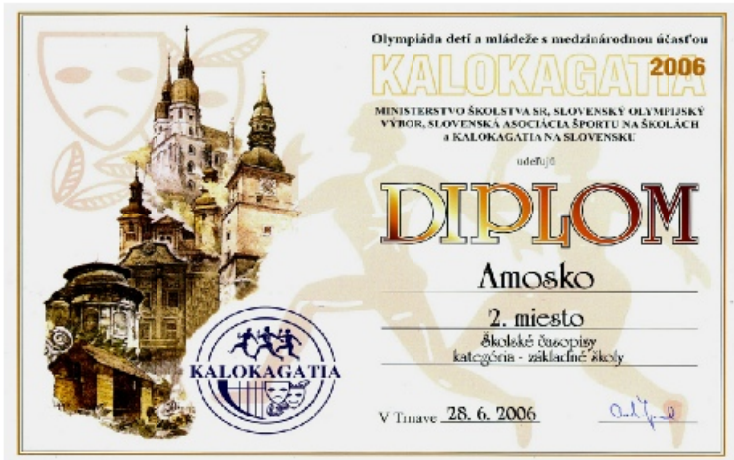 Olympiáda detí a mládeže s medzinárodnou účasťou
KALOKAGATIA 2006
MINISTERSTVO ŠKOLSTVA SR, SLOVENSKÝ OLYMPIJSKÝ
VÝBOR, SLOVENSKÁ ASOCIÁCIA ŠPORTU NA ŠKOLÁCH
a KALOKAGATIA NA SLOVENSKU
udeľujú
DIPLOM
Amosko
2. miesto
Školské časopisy
kategória - základné školy
KALOKAGATIA
V Trnave 28. 6. 2006